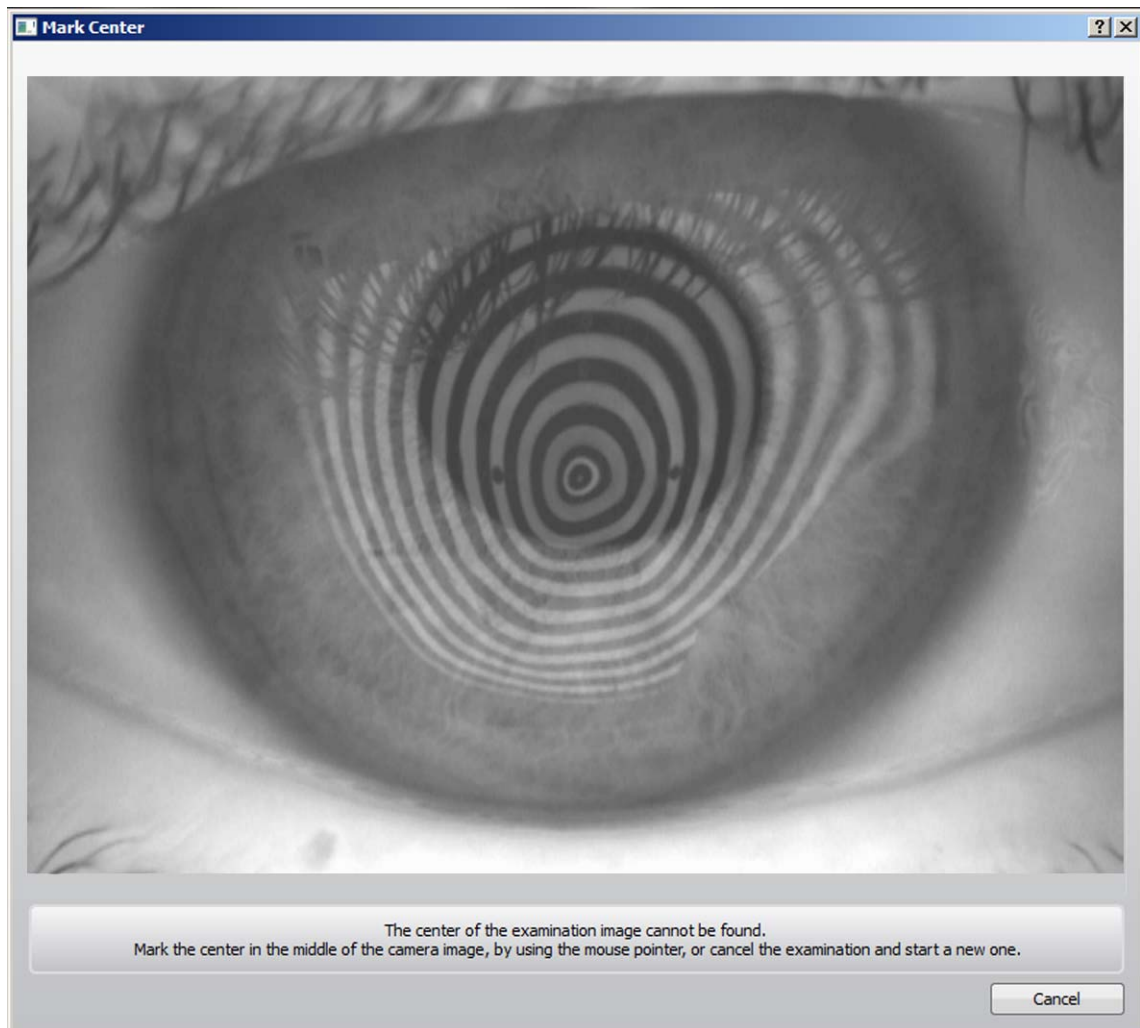 Mark Center
The center of the examination image cannot be found.
Mark the center in the middle of the camera image, by using the mouse pointer, or cancel the examination and start a new one.
Cancel